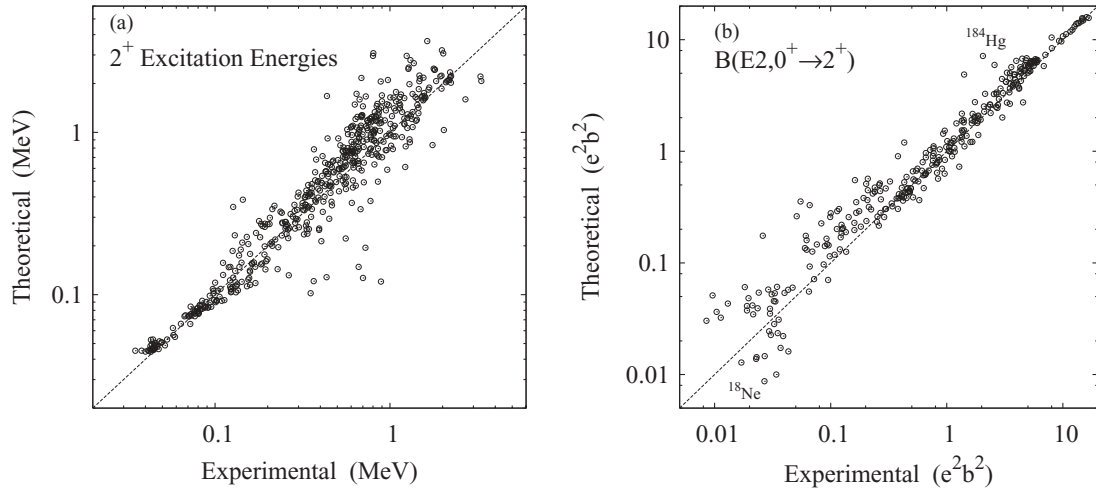 (a)
2⁺ Excitation Energies
Theoretical (MeV)
1
0.1
0.1
1
Experimental (MeV)
(b)
B(E2,0⁺→2⁺)
¹⁸⁴Hg
¹⁸Ne
Theoretical (e²b²)
10
1
0.1
0.01
0.01
0.1
1
10
Experimental (e²b²)